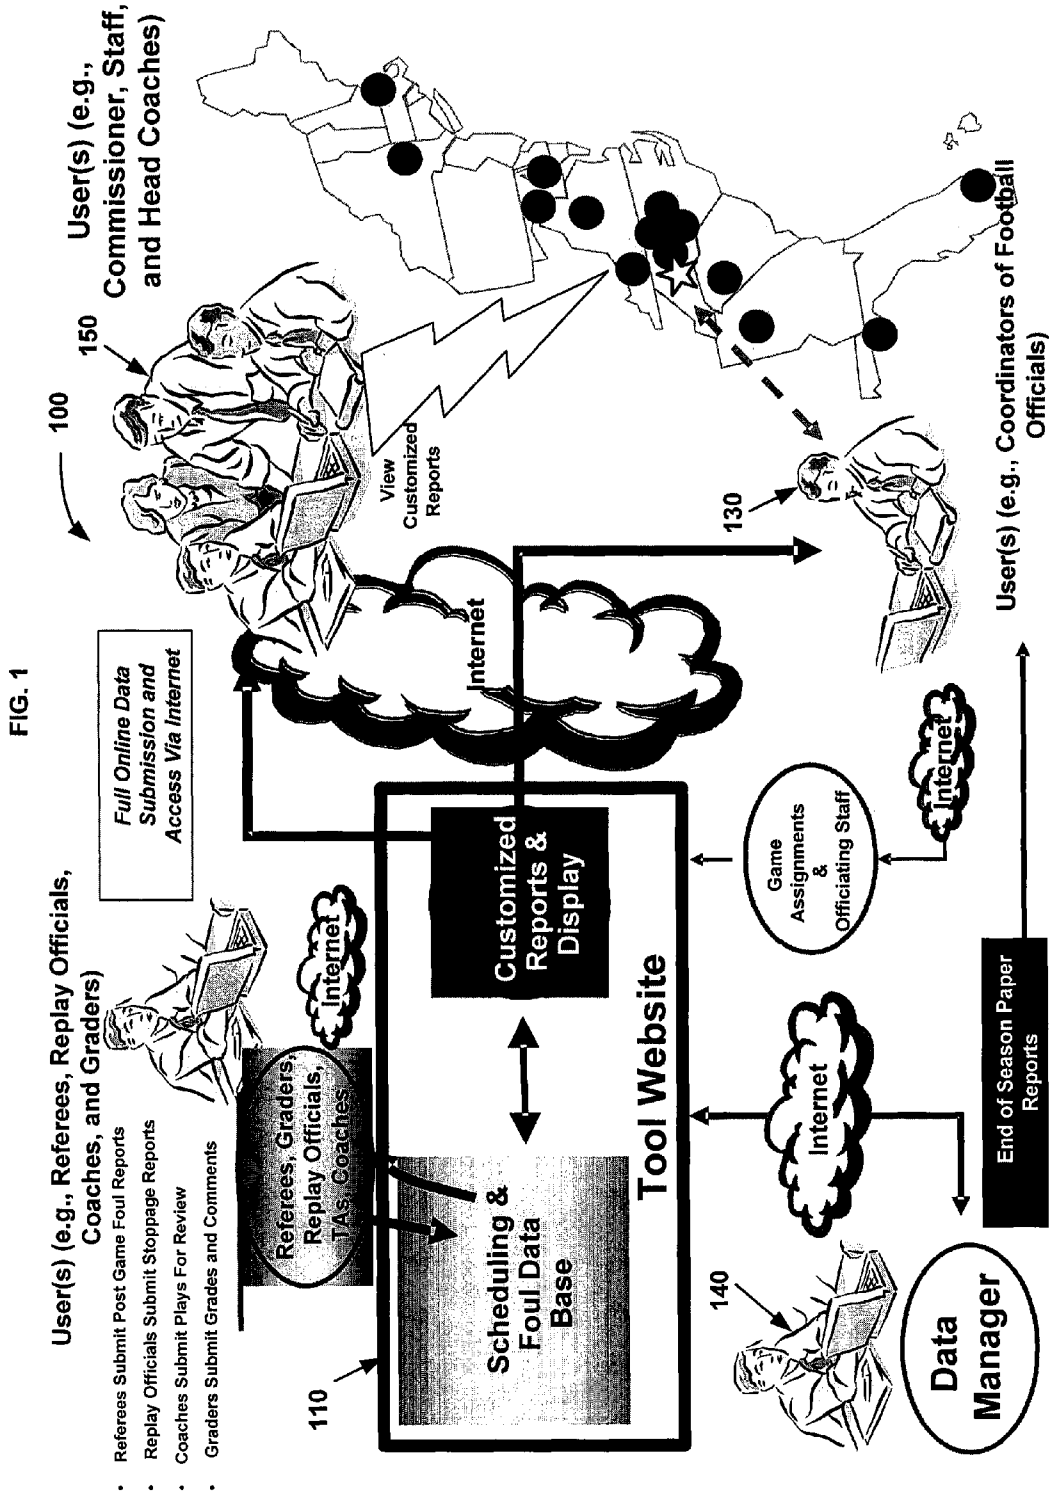 FIG. 1
User(s) (e.g., Referees, Replay Officials,
Coaches, and Graders)
· Referees Submit Post Game Foul Reports
· Replay Officials Submit Stoppage Reports
· Coaches Submit Plays For Review
· Graders Submit Grades and Comments
Full Online Data
Submission and
Access Via Internet
100
150
User(s) (e.g.,
Commissioner, Staff,
and Head Coaches)
Referees, Graders,
Replay Officials,
TAs, Coaches
Internet
110
Scheduling &
Foul Data
Base
Customized
Reports &
Display
Tool Website
Internet
View
Customized
Reports
130
Game
Assignments
&
Officiating Staff
Internet
Internet
140
Data
Manager
End of Season Paper
Reports
User(s) (e.g., Coordinators of Football
Officials)